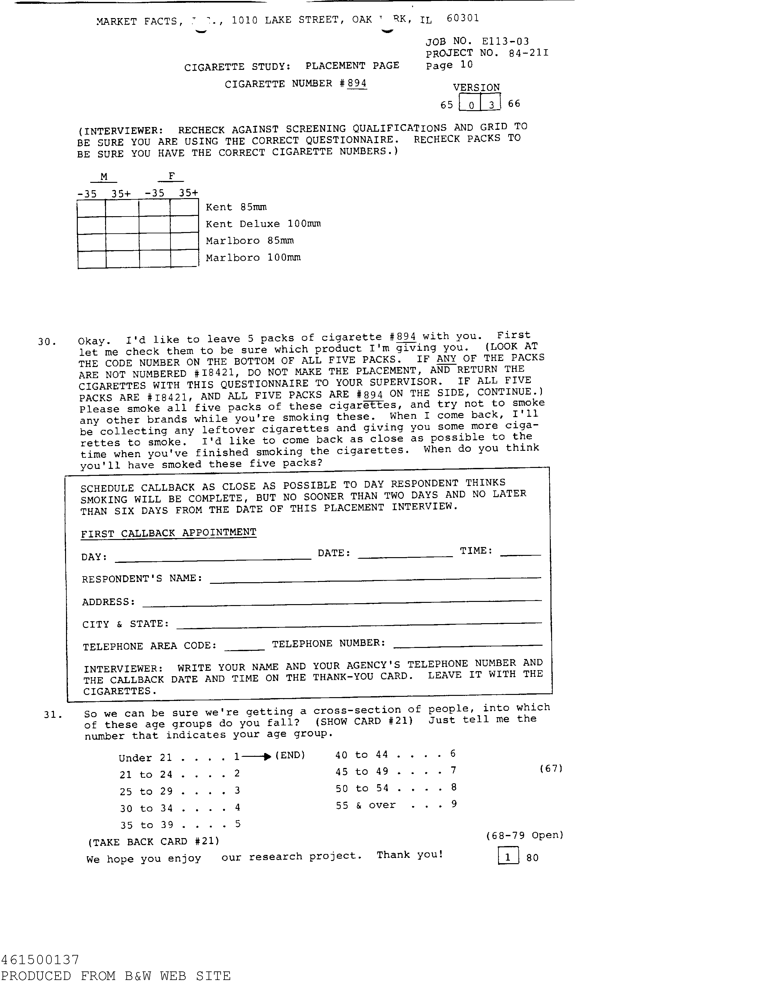 MARKET FACTS, 1010 LAKE STREET, OAK RK, IL 60301
JOB NO. E113-03
PROJECT NO. 84-21I
CIGARETTE STUDY: PLACEMENT PAGE Page 10
CIGARETTE NUMBER #894
VERSION
65 0 3 66
(INTERVIEWER: RECHECK AGAINST SCREENING QUALIFICATIONS AND GRID TO
BE SURE YOU ARE USING THE CORRECT QUESTIONNAIRE. RECHECK PACKS TO
BE SURE YOU HAVE THE CORRECT CIGARETTE NUMBERS.)
M F
-35 35+ -35 35+
Kent 85mm
Kent Deluxe 100mm
Marlboro 85mm
Marlboro 100mm
30. Okay. I'd like to leave 5 packs of cigarette #894 with you. First
let me check them to be sure which product I'm giving you. (LOOK AT
THE CODE NUMBER ON THE BOTTOM OF ALL FIVE PACKS. IF ANY OF THE PACKS
ARE NOT NUMBERED #I8421, DO NOT MAKE THE PLACEMENT, AND RETURN THE
CIGARETTES WITH THIS QUESTIONNAIRE TO YOUR SUPERVISOR. IF ALL FIVE
PACKS ARE #I8421, AND ALL FIVE PACKS ARE #894 ON THE SIDE, CONTINUE.)
Please smoke all five packs of these cigarettes, and try not to smoke
any other brands while you're smoking these. When I come back, I'll
be collecting any leftover cigarettes and giving you some more ciga-
rettes to smoke. I'd like to come back as close as possible to the
time when you've finished smoking the cigarettes. When do you think
you'll have smoked these five packs?
SCHEDULE CALLBACK AS CLOSE AS POSSIBLE TO DAY RESPONDENT THINKS
SMOKING WILL BE COMPLETE, BUT NO SOONER THAN TWO DAYS AND NO LATER
THAN SIX DAYS FROM THE DATE OF THIS PLACEMENT INTERVIEW.
FIRST CALLBACK APPOINTMENT
DAY: DATE: TIME:
RESPONDENT'S NAME:
ADDRESS:
CITY & STATE:
TELEPHONE AREA CODE: TELEPHONE NUMBER:
INTERVIEWER: WRITE YOUR NAME AND YOUR AGENCY'S TELEPHONE NUMBER AND
THE CALLBACK DATE AND TIME ON THE THANK-YOU CARD. LEAVE IT WITH THE
CIGARETTES.
31. So we can be sure we're getting a cross-section of people, into which
of these age groups do you fall? (SHOW CARD #21) Just tell me the
number that indicates your age group.
Under 21 . . . . 1 (END) 40 to 44 . . . . 6
21 to 24 . . . . 2 45 to 49 . . . . 7 (67)
25 to 29 . . . . 3 50 to 54 . . . . 8
30 to 34 . . . . 4 55 & over . . . 9
35 to 39 . . . . 5
(TAKE BACK CARD #21) (68-79 Open)
We hope you enjoy our research project. Thank you! 1 80
461500137
PRODUCED FROM B&W WEB SITE